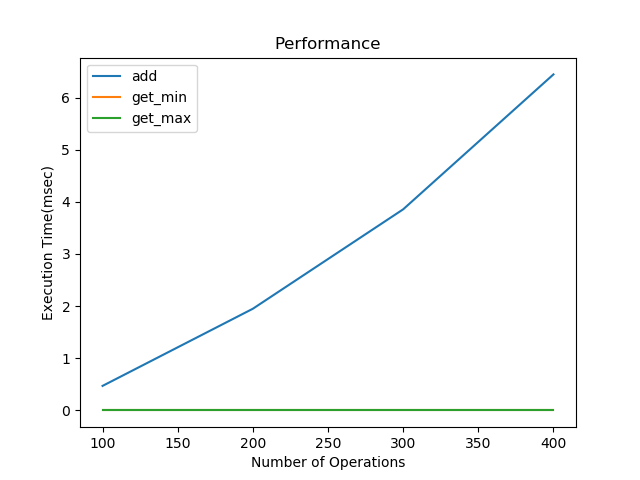 Performance
add
get_min
get_max
Execution Time(msec)
6
5
4
3
2
1
0
100 150 200 250 300 350 400
Number of Operations